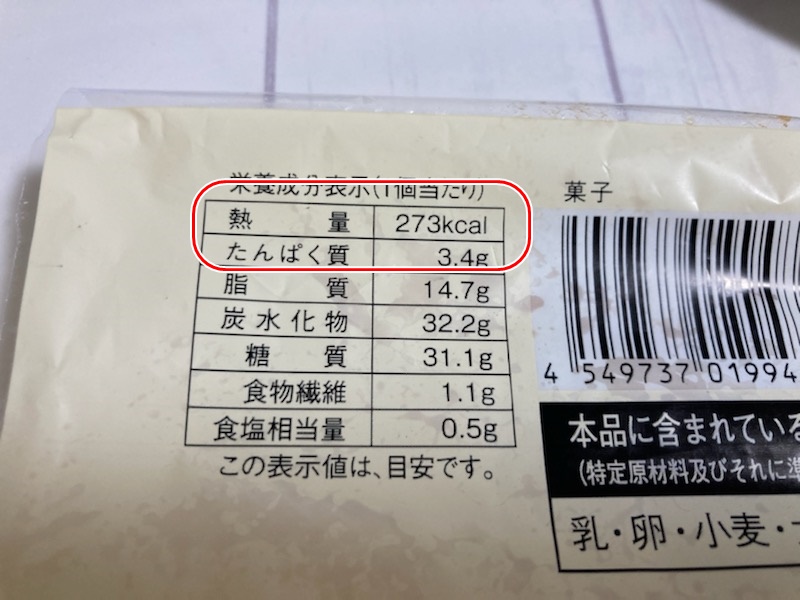 栄養成分表示(1個当たり)
熱量 273kcal
たんぱく質 3.4g
脂質 14.7g
炭水化物 32.2g
糖質 31.1g
食物繊維 1.1g
食塩相当量 0.5g
この表示値は、目安です。
菓子
4 549737 01994
本品に含まれている
(特定原材料及びそれに準
乳・卵・小麦・